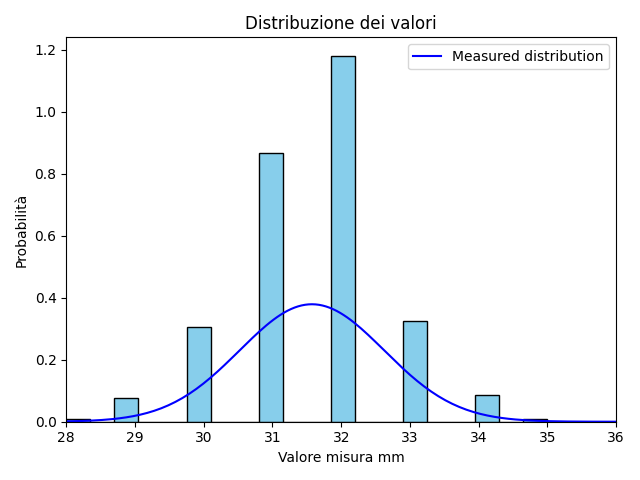 Distribuzione dei valori
Measured distribution
1.2
1.0
0.8
0.6
0.4
0.2
0.0
Probabilità
28 29 30 31 32 33 34 35 36
Valore misura mm